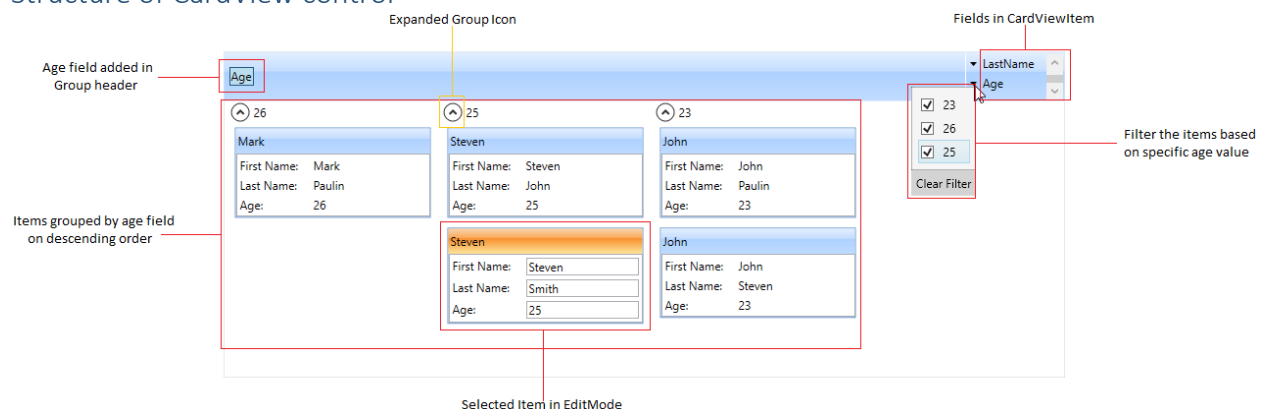 Structure of CardView control
Expanded Group Icon
Fields in CardViewItem
Age field added in
Group header
Age
LastName
Age
26
25
23
23
26
25
Clear Filter
Filter the items based
on specific age value
Mark
First Name: Mark
Last Name: Paulin
Age: 26
Steven
First Name: Steven
Last Name: John
Age: 25
John
First Name: John
Last Name: Paulin
Age: 23
Items grouped by age field
on descending order
Steven
First Name: Steven
Last Name: Smith
Age: 25
John
First Name: John
Last Name: Steven
Age: 23
Selected Item in EditMode